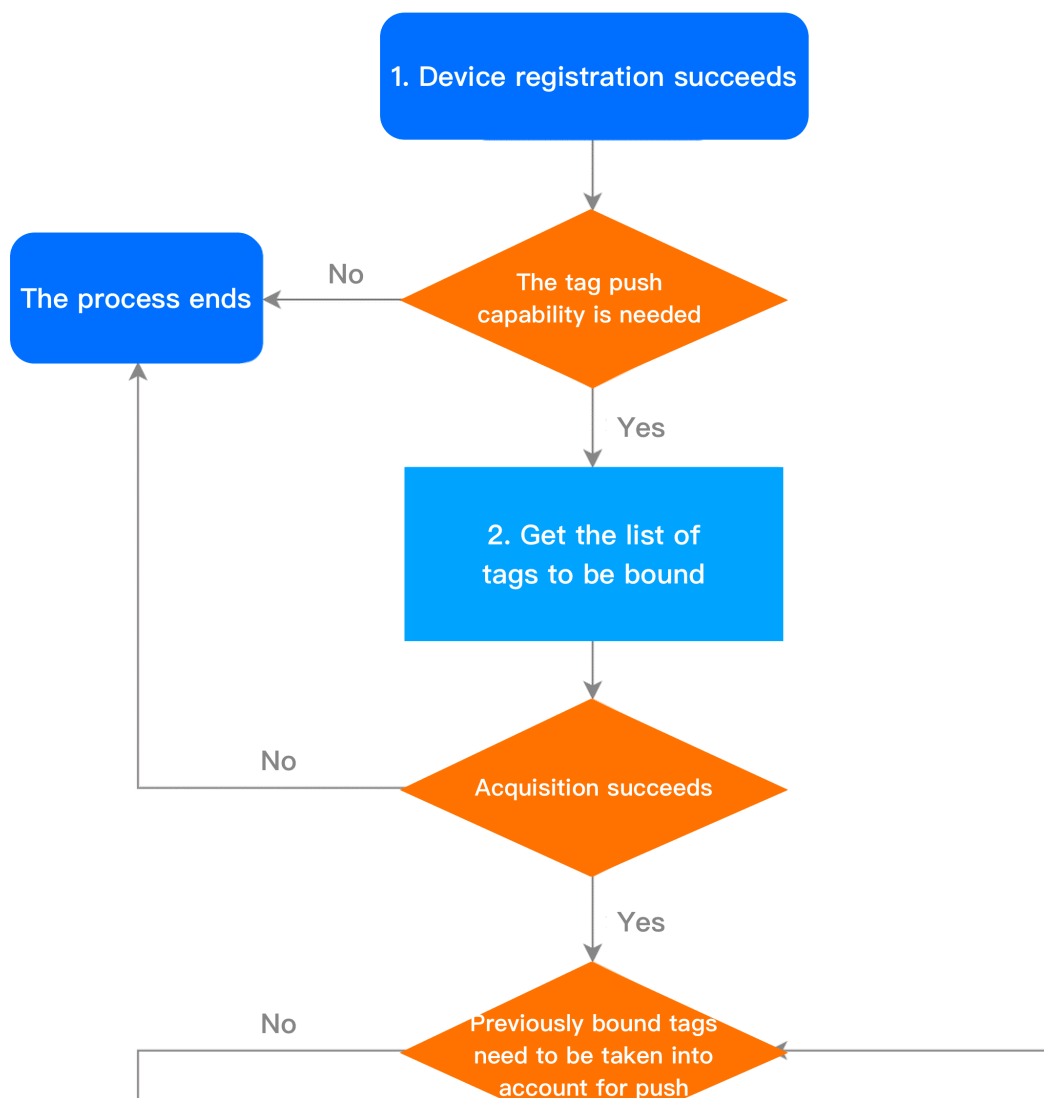 1. Device registration succeeds
No
The process ends
The tag push
capability is needed
Yes
2. Get the list of
tags to be bound
No
Acquisition succeeds
Yes
No
Previously bound tags
need to be taken into
account for push